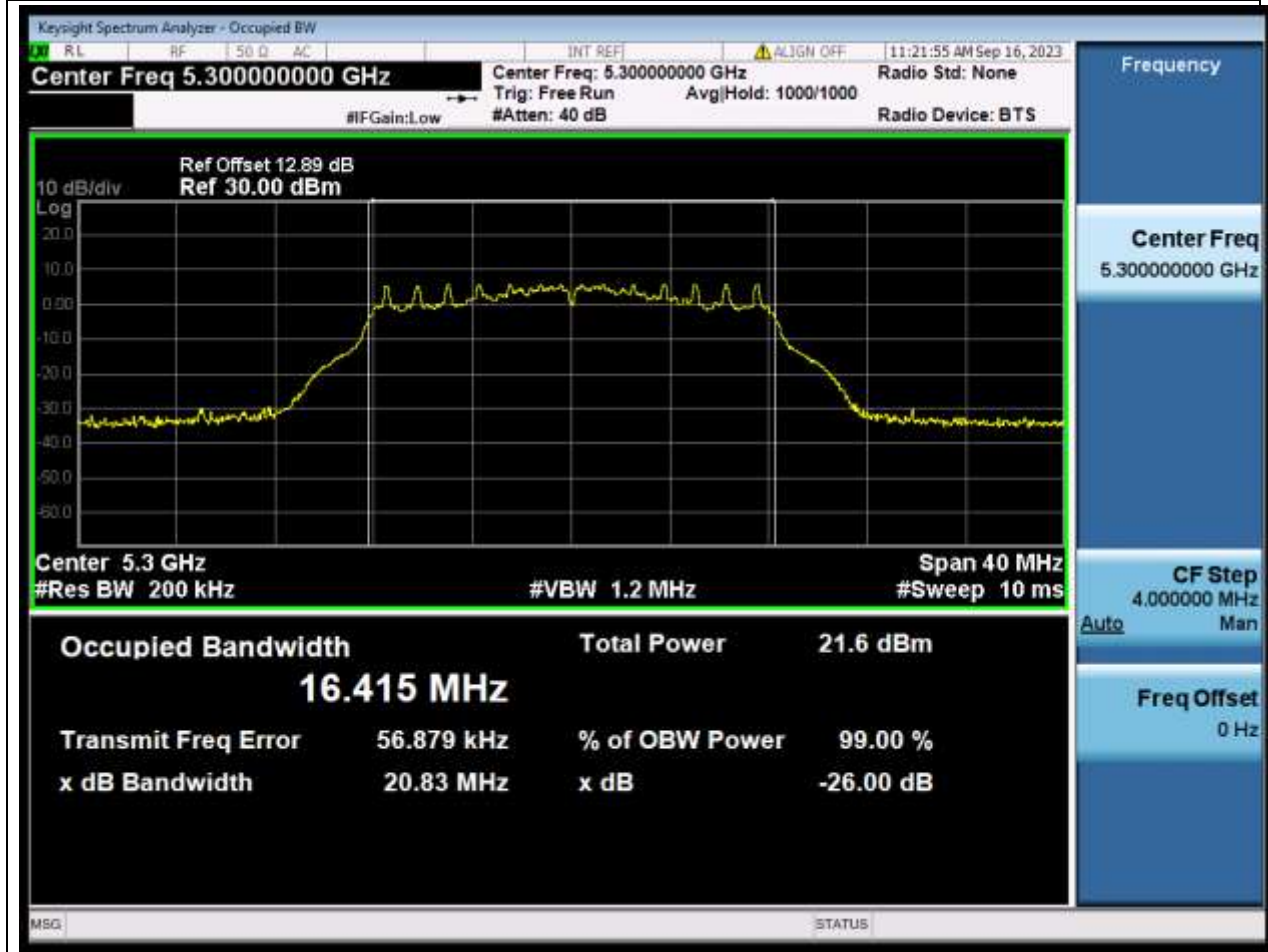 Keysight Spectrum Analyzer - Occupied BW
RL RF 50 Ω AC INT REF ALIGN OFF 11:21:55 AM Sep 16, 2023
Center Freq 5.300000000 GHz
Center Freq: 5.300000000 GHz
Radio Std: None
Trig: Free Run Avg|Hold: 1000/1000
#IFGain:Low #Atten: 40 dB Radio Device: BTS
Frequency
Ref Offset 12.89 dB
10 dB/div Ref 30.00 dBm
Log
20.0
10.0
0.00
-10.0
-20.0
-30.0
-40.0
-50.0
-60.0
Center 5.3 GHz Span 40 MHz
#Res BW 200 kHz #VBW 1.2 MHz #Sweep 10 ms
Occupied Bandwidth Total Power 21.6 dBm
16.415 MHz
Transmit Freq Error 56.879 kHz % of OBW Power 99.00 %
x dB Bandwidth 20.83 MHz x dB -26.00 dB
Center Freq
5.300000000 GHz
CF Step
4.000000 MHz
Auto Man
Freq Offset
0 Hz
MSG STATUS